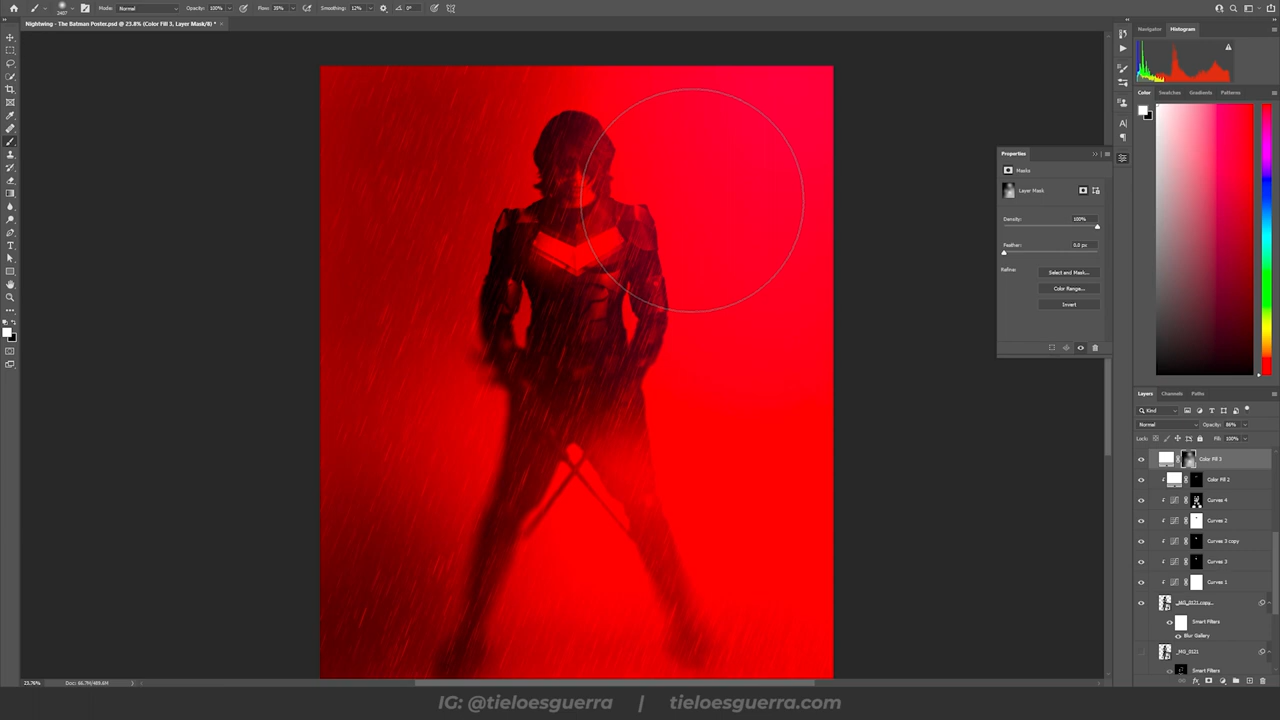 Mode: Normal Opacity: 100% Flow: 35% Smoothing: 12% 0°
2487
Nightwing - The Batman Poster.psd @ 23.8% (Color Fill 3, Layer Mask/8) *
Navigator Histogram
Color Swatches Gradients Patterns
Properties
Masks
Layer Mask
Density: 100%
Feather: 0.0 px
Refine:
Select and Mask...
Color Range...
Invert
Layers Channels Paths
Kind
Normal Opacity: 86%
Lock: Fill: 100%
Color Fill 3
Color Fill 2
Curves 4
Curves 2
Curves 3 copy
Curves 3
Curves 1
_MG_0121 copy...
Smart Filters
Blur Gallery
_MG_0121
Smart Filters
23.76% Doc: 66.7M/489.6M
IG: @tieloesguerra | tieloesguerra.com